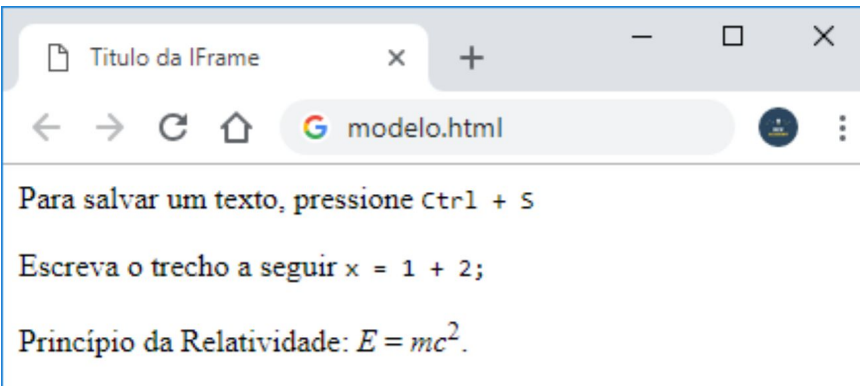 Titulo da IFrame
modelo.html
Para salvar um texto, pressione Ctrl + S
Escreva o trecho a seguir x = 1 + 2;
Princípio da Relatividade: E = mc².